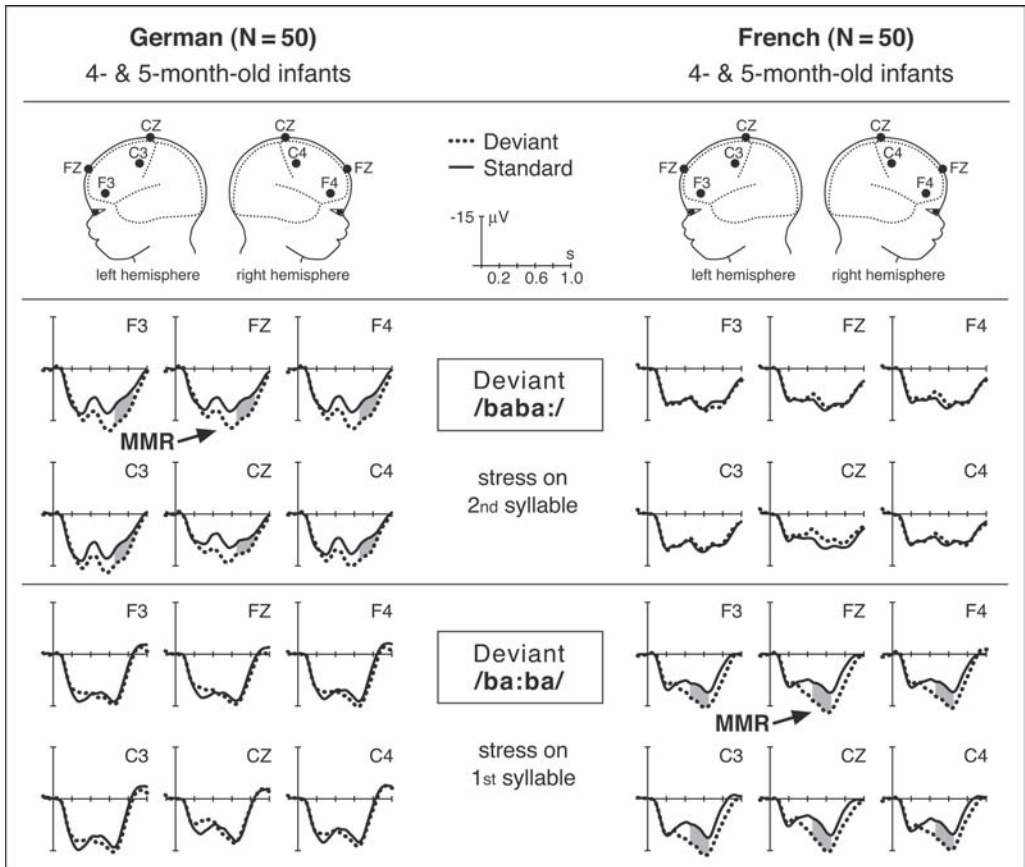 German (N = 50)
4- & 5-month-old infants
French (N = 50)
4- & 5-month-old infants
CZ CZ
C3 C4
FZ FZ
F3 F4
left hemisphere right hemisphere
Deviant
Standard
-15 µV
s
0.2 0.6 1.0
CZ CZ
C3 C4
FZ FZ
F3 F4
left hemisphere right hemisphere
F3 FZ F4
MMR
C3 CZ C4
Deviant
/baba:/
stress on
2nd syllable
F3 FZ F4
C3 CZ C4
F3 FZ F4
C3 CZ C4
Deviant
/ba:ba/
stress on
1st syllable
F3 FZ F4
MMR
C3 CZ C4